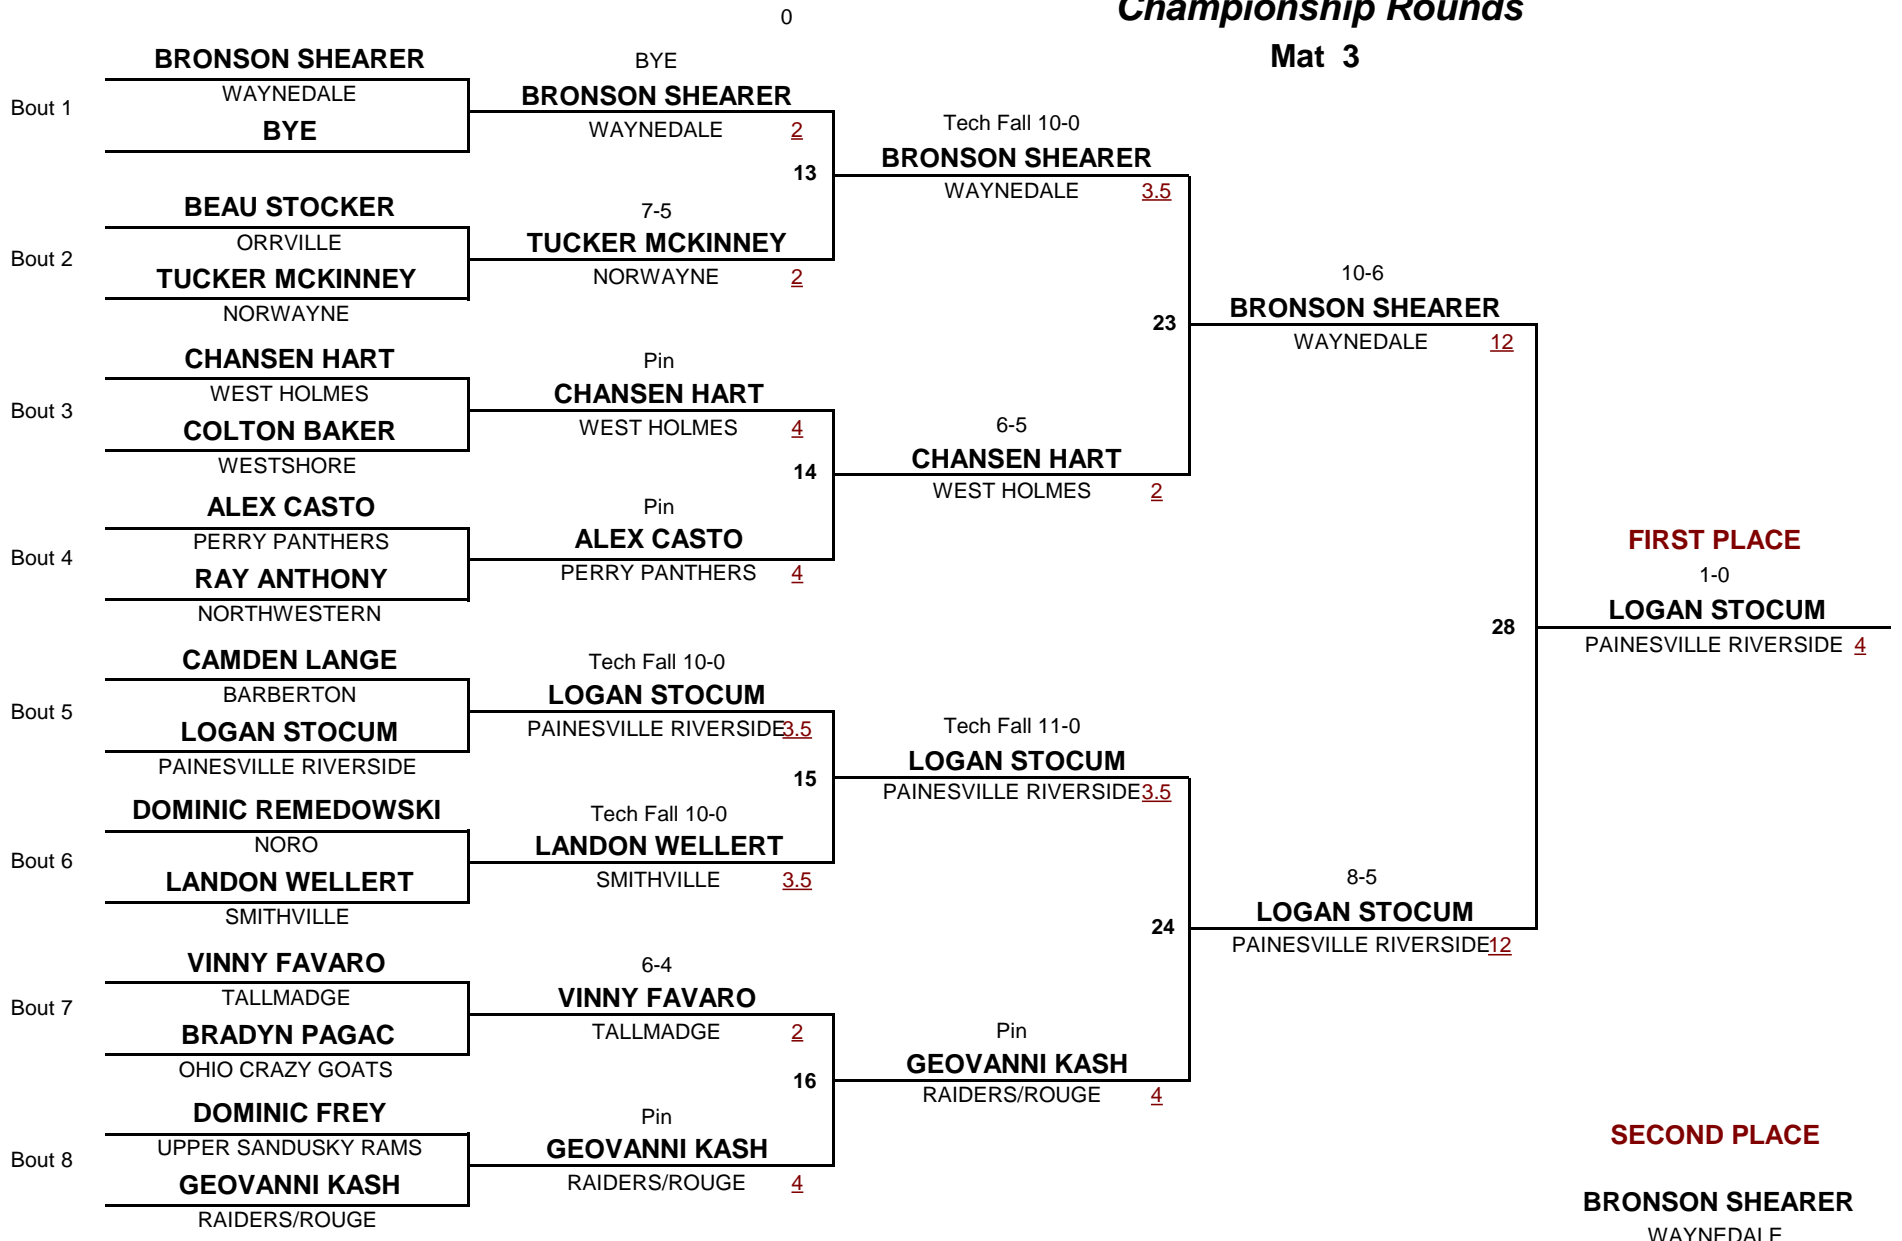 0
Championship Rounds
Mat 3
Bout 1
BRONSON SHEARER
WAYNEDALE
BYE
Bout 2
BEAU STOCKER
ORRVILLE
TUCKER MCKINNEY
NORWAYNE
Bout 3
CHANSEN HART
WEST HOLMES
COLTON BAKER
WESTSHORE
Bout 4
ALEX CASTO
PERRY PANTHERS
RAY ANTHONY
NORTHWESTERN
Bout 5
CAMDEN LANGE
BARBERTON
LOGAN STOCUM
PAINESVILLE RIVERSIDE
Bout 6
DOMINIC REMEDOWSKI
NORO
LANDON WELLERT
SMITHVILLE
Bout 7
VINNY FAVARO
TALLMADGE
BRADYN PAGAC
OHIO CRAZY GOATS
Bout 8
DOMINIC FREY
UPPER SANDUSKY RAMS
GEOVANNI KASH
RAIDERS/ROUGE
BYE
BRONSON SHEARER
WAYNEDALE 2
13
7-5
TUCKER MCKINNEY
NORWAYNE 2
Pin
CHANSEN HART
WEST HOLMES 4
14
Pin
ALEX CASTO
PERRY PANTHERS 4
Tech Fall 10-0
LOGAN STOCUM
PAINESVILLE RIVERSIDE 3.5
15
Tech Fall 10-0
LANDON WELLERT
SMITHVILLE 3.5
6-4
VINNY FAVARO
TALLMADGE 2
16
Pin
GEOVANNI KASH
RAIDERS/ROUGE 4
Tech Fall 10-0
BRONSON SHEARER
WAYNEDALE 3.5
23
6-5
CHANSEN HART
WEST HOLMES 2
Tech Fall 11-0
LOGAN STOCUM
PAINESVILLE RIVERSIDE 3.5
24
Pin
GEOVANNI KASH
RAIDERS/ROUGE 4
10-6
BRONSON SHEARER
WAYNEDALE 12
28
8-5
LOGAN STOCUM
PAINESVILLE RIVERSIDE 12
FIRST PLACE
1-0
LOGAN STOCUM
PAINESVILLE RIVERSIDE 4
SECOND PLACE
BRONSON SHEARER
WAYNEDALE